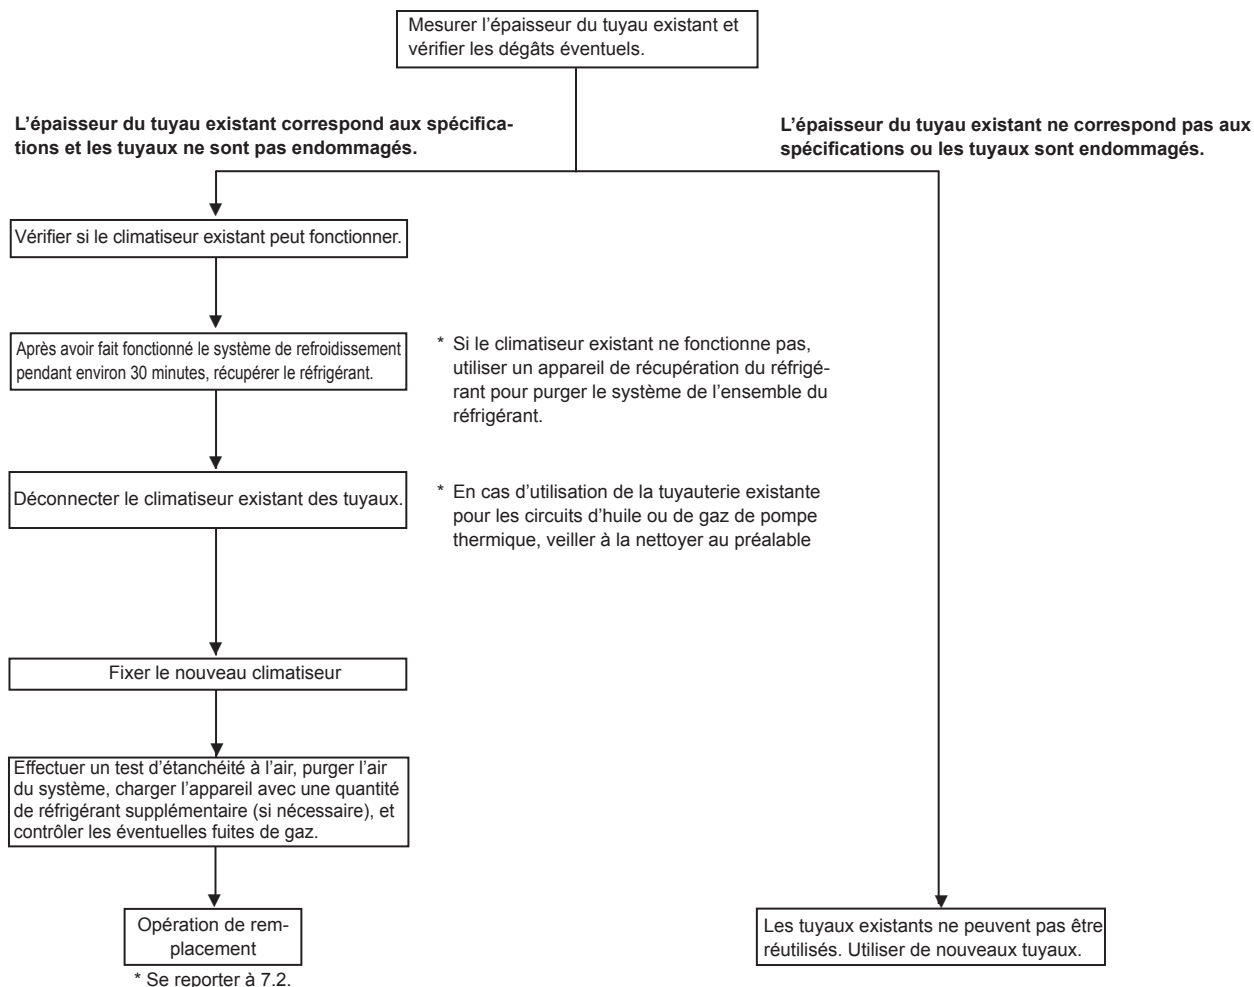 Mesurer l’épaisseur du tuyau existant et
vérifier les dégâts éventuels.
L’épaisseur du tuyau existant correspond aux spécifica-
tions et les tuyaux ne sont pas endommagés.
L’épaisseur du tuyau existant ne correspond pas aux
spécifications ou les tuyaux sont endommagés.
Vérifier si le climatiseur existant peut fonctionner.
Après avoir fait fonctionné le système de refroidissement
pendant environ 30 minutes, récupérer le réfrigérant.
* Si le climatiseur existant ne fonctionne pas,
utiliser un appareil de récupération du réfrigé-
rant pour purger le système de l’ensemble du
réfrigérant.
Déconnecter le climatiseur existant des tuyaux.
* En cas d’utilisation de la tuyauterie existante
pour les circuits d’huile ou de gaz de pompe
thermique, veiller à la nettoyer au préalable
Fixer le nouveau climatiseur
Effectuer un test d’étanchéité à l’air, purger l’air
du système, charger l’appareil avec une quantité
de réfrigérant supplémentaire (si nécessaire), et
contrôler les éventuelles fuites de gaz.
Opération de rem-
placement
* Se reporter à 7.2.
Les tuyaux existants ne peuvent pas être
réutilisés. Utiliser de nouveaux tuyaux.